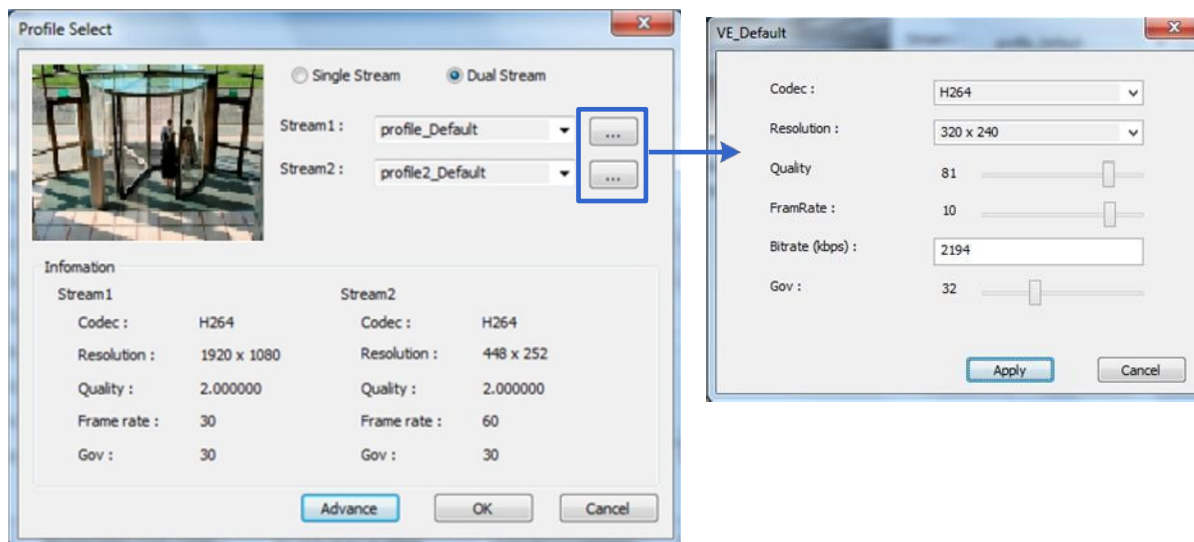 Profile Select
Single Stream Dual Stream
Stream1 : profile_Default ...
Stream2 : profile2_Default ...
Infomation
Stream1 Stream2
Codec : H264 Codec : H264
Resolution : 1920 x 1080 Resolution : 448 x 252
Quality : 2.000000 Quality : 2.000000
Frame rate : 30 Frame rate : 60
Gov : 30 Gov : 30
Advance OK Cancel
VE_Default
Codec : H264
Resolution : 320 x 240
Quality 81
FramRate : 10
Bitrate (kbps) : 2194
Gov : 32
Apply Cancel